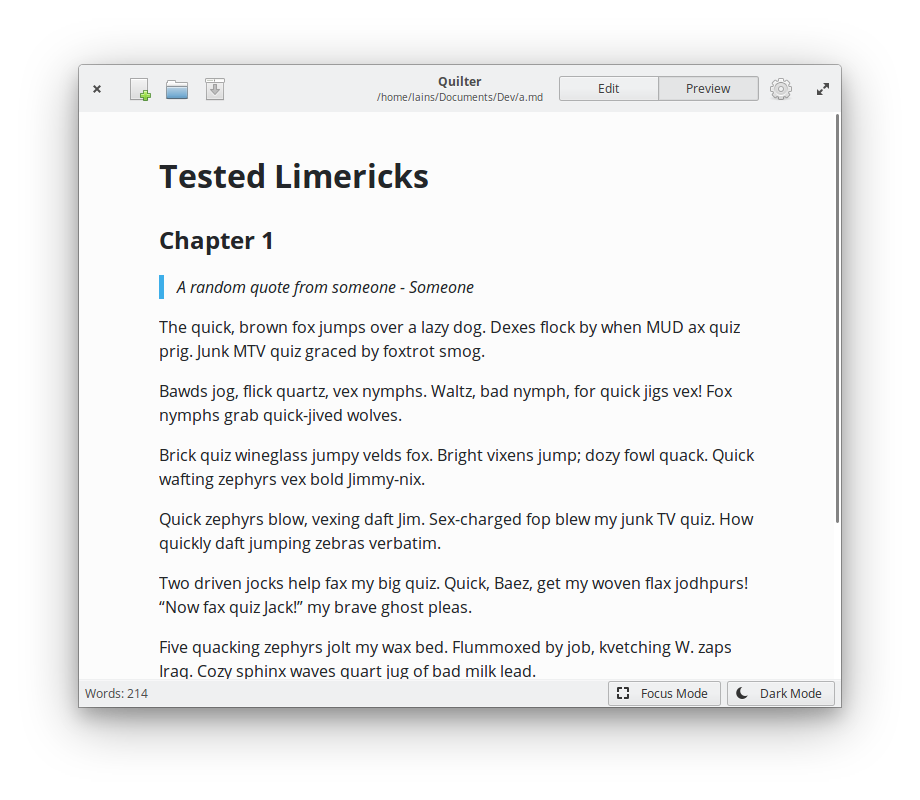 Quilter
/home/lains/Documents/Dev/a.md
Edit
Preview
Tested Limericks
Chapter 1
A random quote from someone - Someone
The quick, brown fox jumps over a lazy dog. Dexes flock by when MUD ax quiz
prig. Junk MTV quiz graced by foxtrot smog.
Bawds jog, flick quartz, vex nymphs. Waltz, bad nymph, for quick jigs vex! Fox
nymphs grab quick-jived wolves.
Brick quiz wineglass jumpy velds fox. Bright vixens jump; dozy fowl quack. Quick
wafting zephyrs vex bold Jimmy-nix.
Quick zephyrs blow, vexing daft Jim. Sex-charged fop blew my junk TV quiz. How
quickly daft jumping zebras verbatim.
Two driven jocks help fax my big quiz. Quick, Baez, get my woven flax jodhpurs!
“Now fax quiz Jack!” my brave ghost pleas.
Five quacking zephyrs jolt my wax bed. Flummoxed by job, kvetching W. zaps
Iraq. Cozy sphinx waves quart jug of bad milk lead.
Words: 214
Focus Mode
Dark Mode